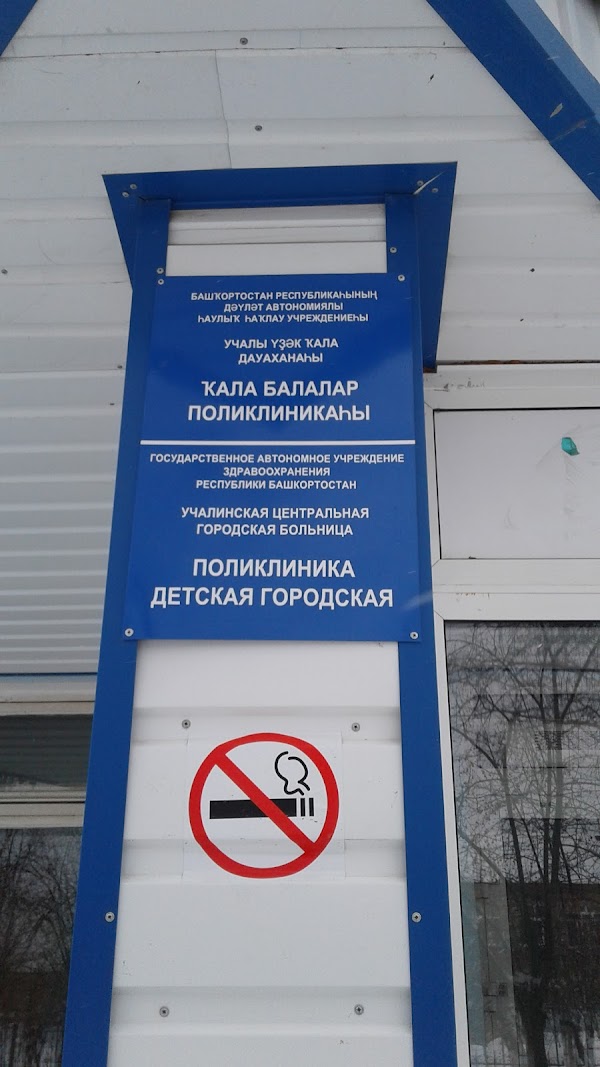 БАШҠОРТОСТАН РЕСПУБЛИКАҺЫНЫҢ
ДӘҮЛӘТ АВТОНОМИЯЛЫ
ҺАУЛЫҠ ҺАҠЛАУ УЧРЕЖДЕНИЕҺЫ
УЧАЛЫ ҮҘӘК ҠАЛА
ДАУАХАНАҺЫ
ҠАЛА БАЛАЛАР
ПОЛИКЛИНИКАҺЫ
ГОСУДАРСТВЕННОЕ АВТОНОМНОЕ УЧРЕЖДЕНИЕ
ЗДРАВООХРАНЕНИЯ
РЕСПУБЛИКИ БАШКОРТОСТАН
УЧАЛИНСКАЯ ЦЕНТРАЛЬНАЯ
ГОРОДСКАЯ БОЛЬНИЦА
ПОЛИКЛИНИКА
ДЕТСКАЯ ГОРОДСКАЯ